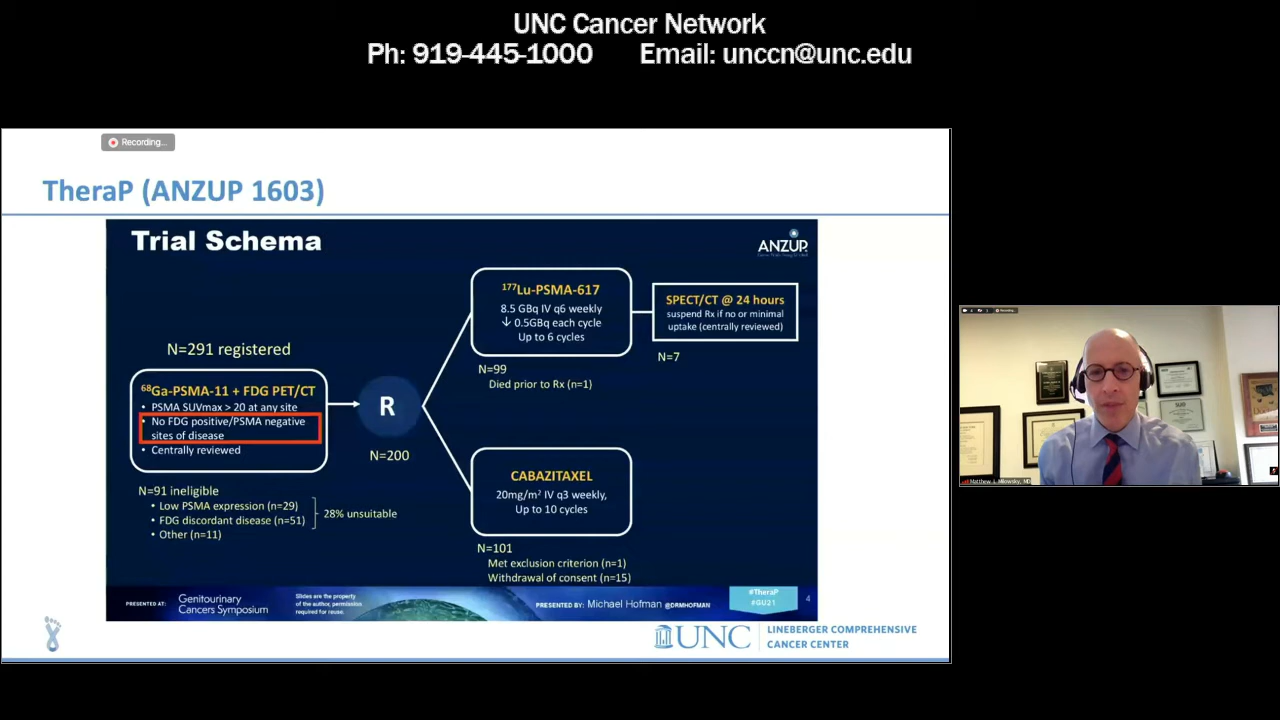 UNC Cancer Network
Ph: 919-445-1000 Email: unccn@unc.edu
Recording...
TheraP (ANZUP 1603)
Trial Schema
ANZUP
N=291 registered
⁶⁸Ga-PSMA-11 + FDG PET/CT
• PSMA SUVmax > 20 at any site
• No FDG positive/PSMA negative
sites of disease
• Centrally reviewed
N=91 ineligible
• Low PSMA expression (n=29)
• FDG discordant disease (n=51)
• Other (n=11)
28% unsuitable
R
N=200
¹⁷⁷Lu-PSMA-617
8.5 GBq IV q6 weekly
↓ 0.5GBq each cycle
Up to 6 cycles
N=99
Died prior to Rx (n=1)
SPECT/CT @ 24 hours
suspend Rx if no or minimal
uptake (centrally reviewed)
N=7
CABAZITAXEL
20mg/m² IV q3 weekly,
Up to 10 cycles
N=101
Met exclusion criterion (n=1)
Withdrawal of consent (n=15)
PRESENTED AT:
Genitourinary
Cancers Symposium
Slides are the property
of the author, permission
required for reuse.
PRESENTED BY: Michael Hofman @DRMHOFMAN
#TheraP
#GU21
4
UNC
LINEBERGER COMPREHENSIVE
CANCER CENTER
Matthew I. Milowsky, MD